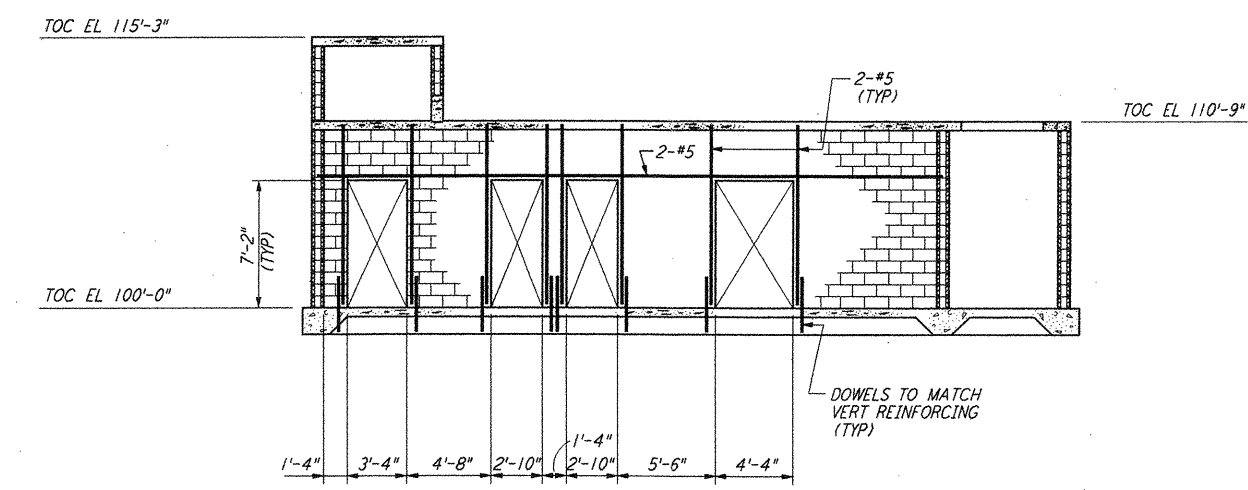 TOC EL 115'-3"
2-#5
(TYP)
TOC EL 110'-9"
2-#5
7'-2"
(TYP)
TOC EL 100'-0"
DOWELS TO MATCH
VERT REINFORCING
(TYP)
1'-4"
1'-4" 3'-4" 4'-8" 2'-10" 2'-10" 5'-6" 4'-4"